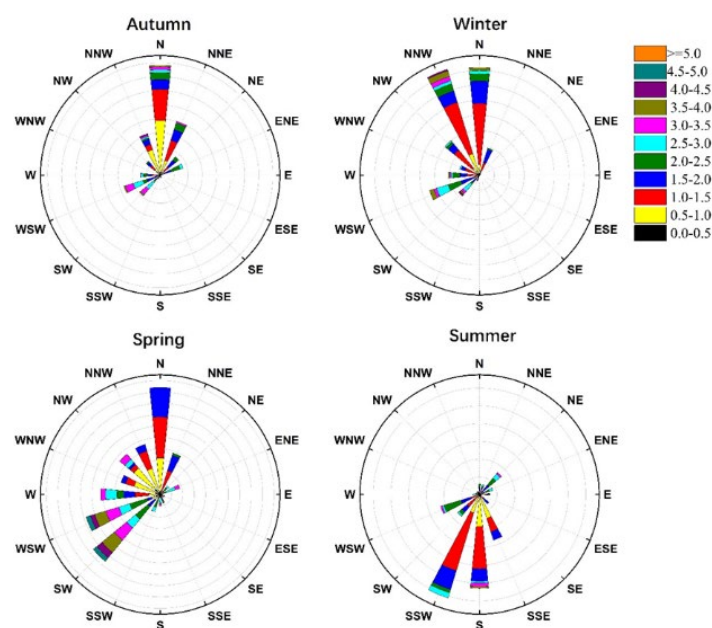 Autumn
N
NNW
NNE
NW
NE
WNW
ENE
W
E
WSW
ESE
SW
SE
SSW
SSE
S
Winter
N
NNW
NNE
NW
NE
WNW
ENE
W
E
WSW
ESE
SW
SE
SSW
SSE
S
>=5.0
4.5-5.0
4.0-4.5
3.5-4.0
3.0-3.5
2.5-3.0
2.0-2.5
1.5-2.0
1.0-1.5
0.5-1.0
0.0-0.5
Spring
N
NNW
NNE
NW
NE
WNW
ENE
W
E
WSW
ESE
SW
SE
SSW
SSE
S
Summer
N
NNW
NNE
NW
NE
WNW
ENE
W
E
WSW
ESE
SW
SE
SSW
SSE
S